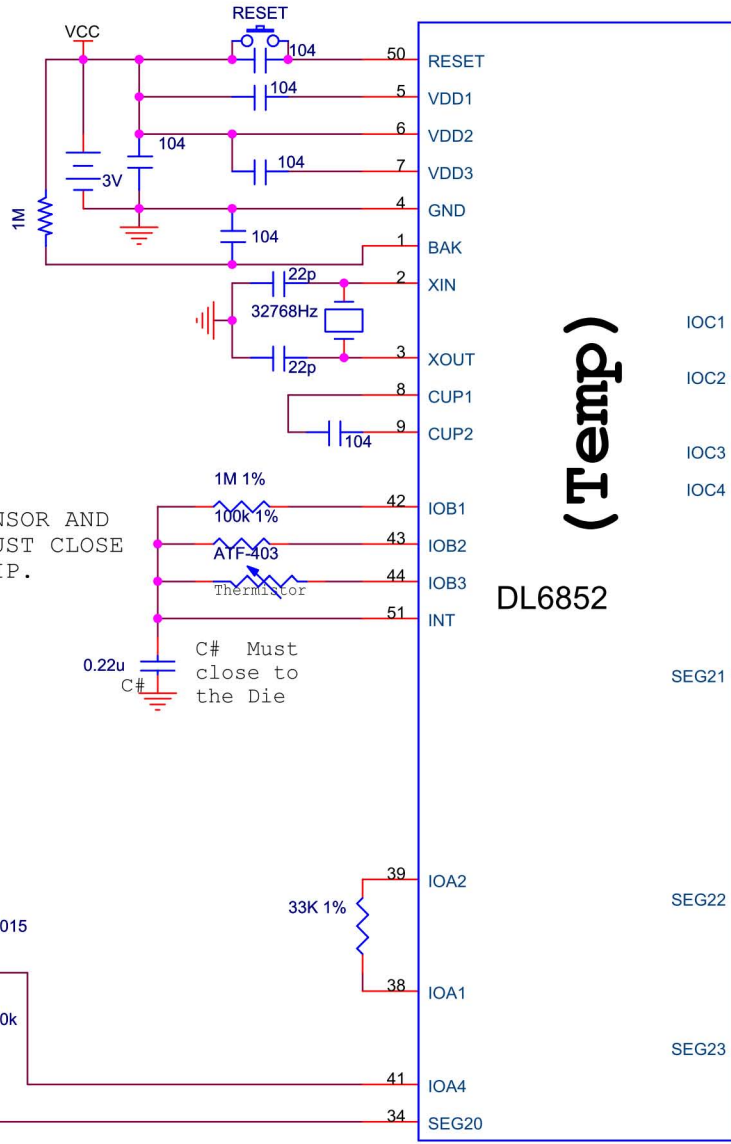 RESET
VCC
104
50
RESET
104
5
VDD1
6
VDD2
104
104
7
VDD3
3V
4
GND
1M
104
1
BAK
22p
2
XIN
32768Hz
IOC1
3
XOUT
22p
IOC2
8
CUP1
9
CUP2
104
IOC3
(Temp)
1M 1%
IOC4
42
IOB1
100k 1%
NSOR AND
43
IOB2
UST CLOSE
ATF-403
IP.
44
IOB3
Thermistor
DL6852
51
INT
C# Must
0.22u
close to
C#
the Die
SEG21
39
IOA2
33K 1%
SEG22
015
38
IOA1
0k
SEG23
41
IOA4
34
SEG20